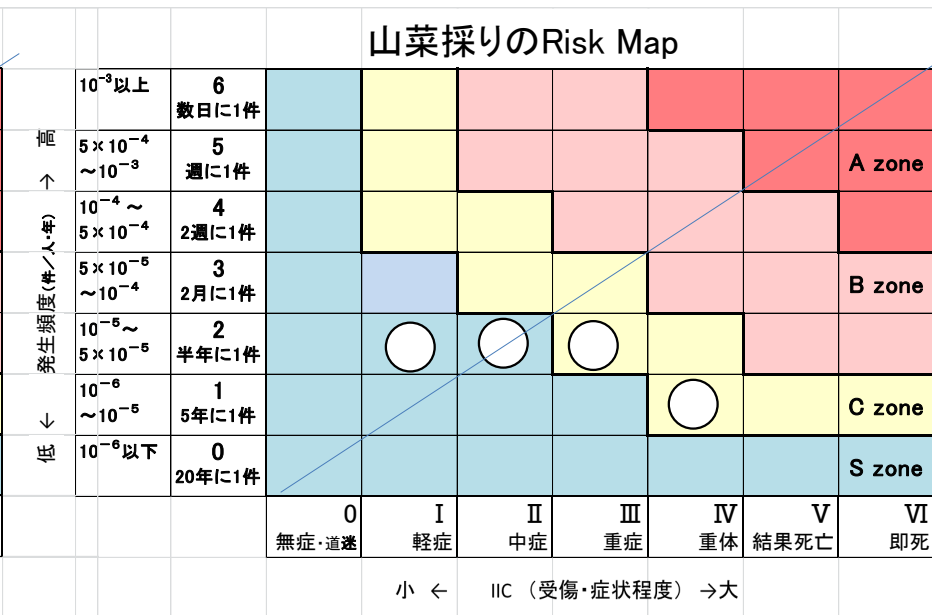 山菜採りのRisk Map
10⁻³以上
6
数日に1件
5×10⁻⁴
～10⁻³
5
週に1件
A zone
10⁻⁴～
5×10⁻⁴
4
2週に1件
5×10⁻⁵
～10⁻⁴
3
2月に1件
B zone
10⁻⁵～
5×10⁻⁵
2
半年に1件
10⁻⁶
～10⁻⁵
1
5年に1件
C zone
10⁻⁶以下
0
20年に1件
S zone
低 ← 発生頻度(件/人・年) → 高
0 Ⅰ Ⅱ Ⅲ Ⅳ Ⅴ Ⅵ
無症・道迷 軽症 中症 重症 重体 結果死亡 即死
小 ← IIC （受傷・症状程度） →大